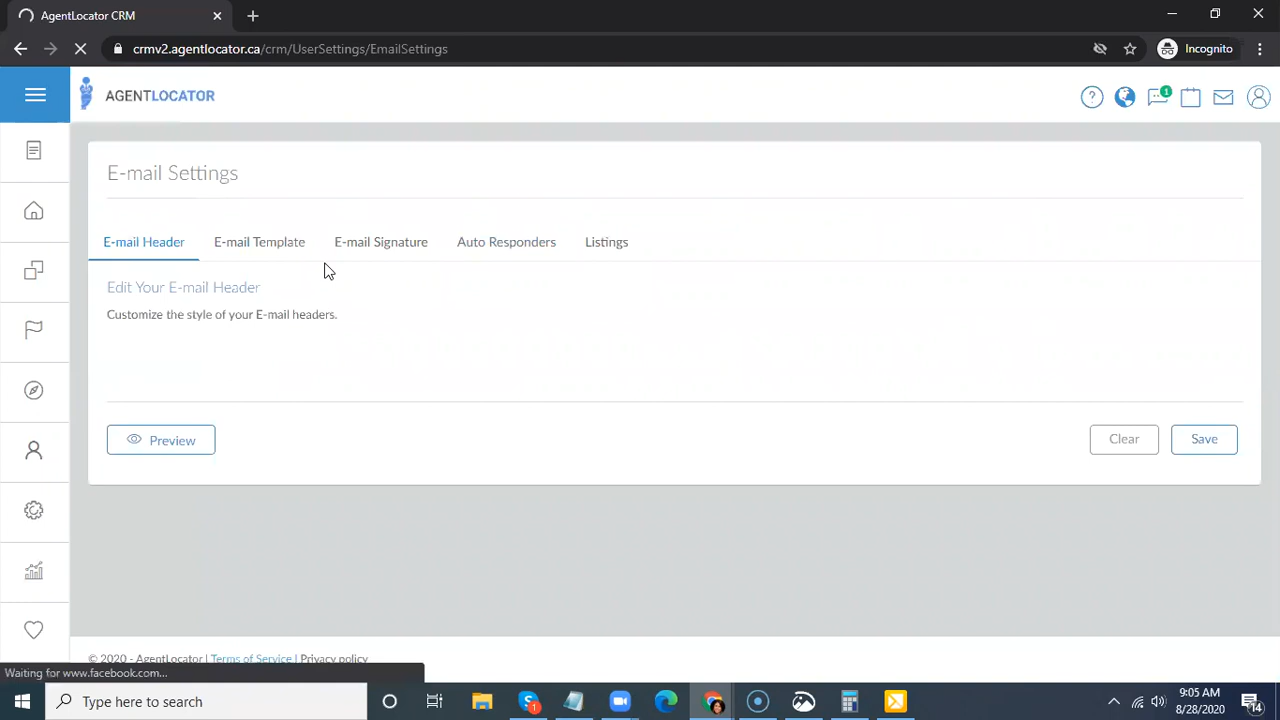 AgentLocator CRM
crmv2.agentlocator.ca/crm/UserSettings/EmailSettings
Incognito
AGENTLOCATOR
1
E-mail Settings
E-mail Header
E-mail Template
E-mail Signature
Auto Responders
Listings
Edit Your E-mail Header
Customize the style of your E-mail headers.
Preview
Clear
Save
© 2020 - AgentLocator | Terms of Service | Privacy policy
Waiting for www.facebook.com...
Type here to search
S
1
9:05 AM
8/28/2020
14